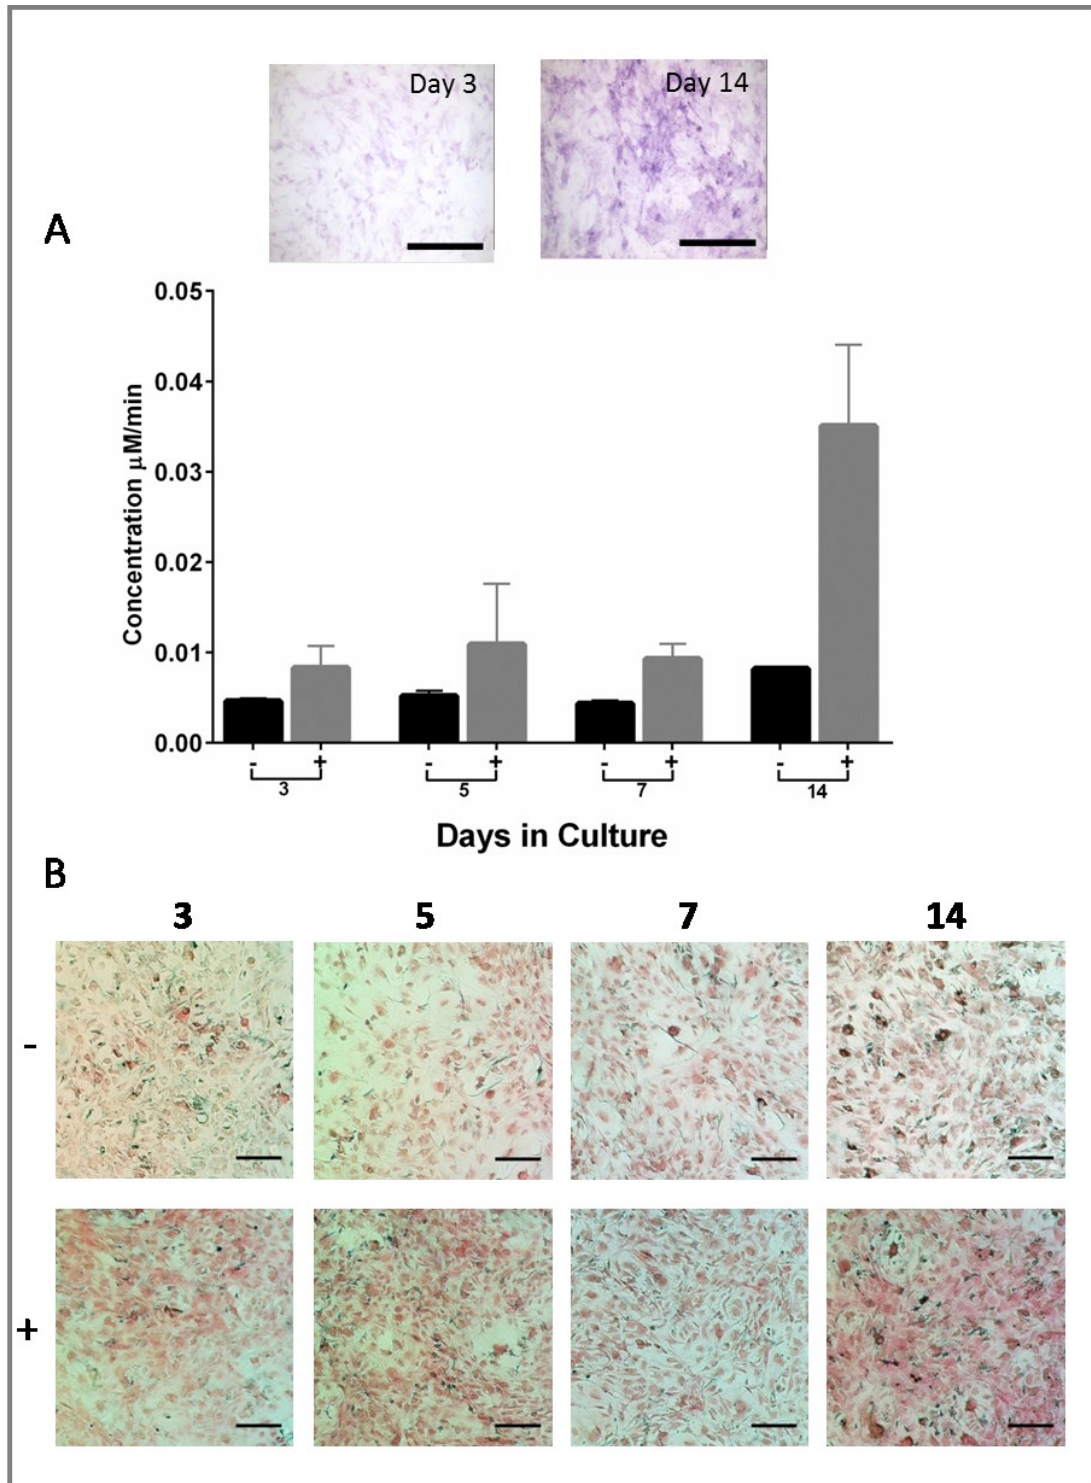 Day 3
Day 14
A
0.05
0.04
0.03
0.02
0.01
0.00
Concentration µM/min
- + - + - + - +
3 5 7 14
Days in Culture
B
3 5 7 14
-
+